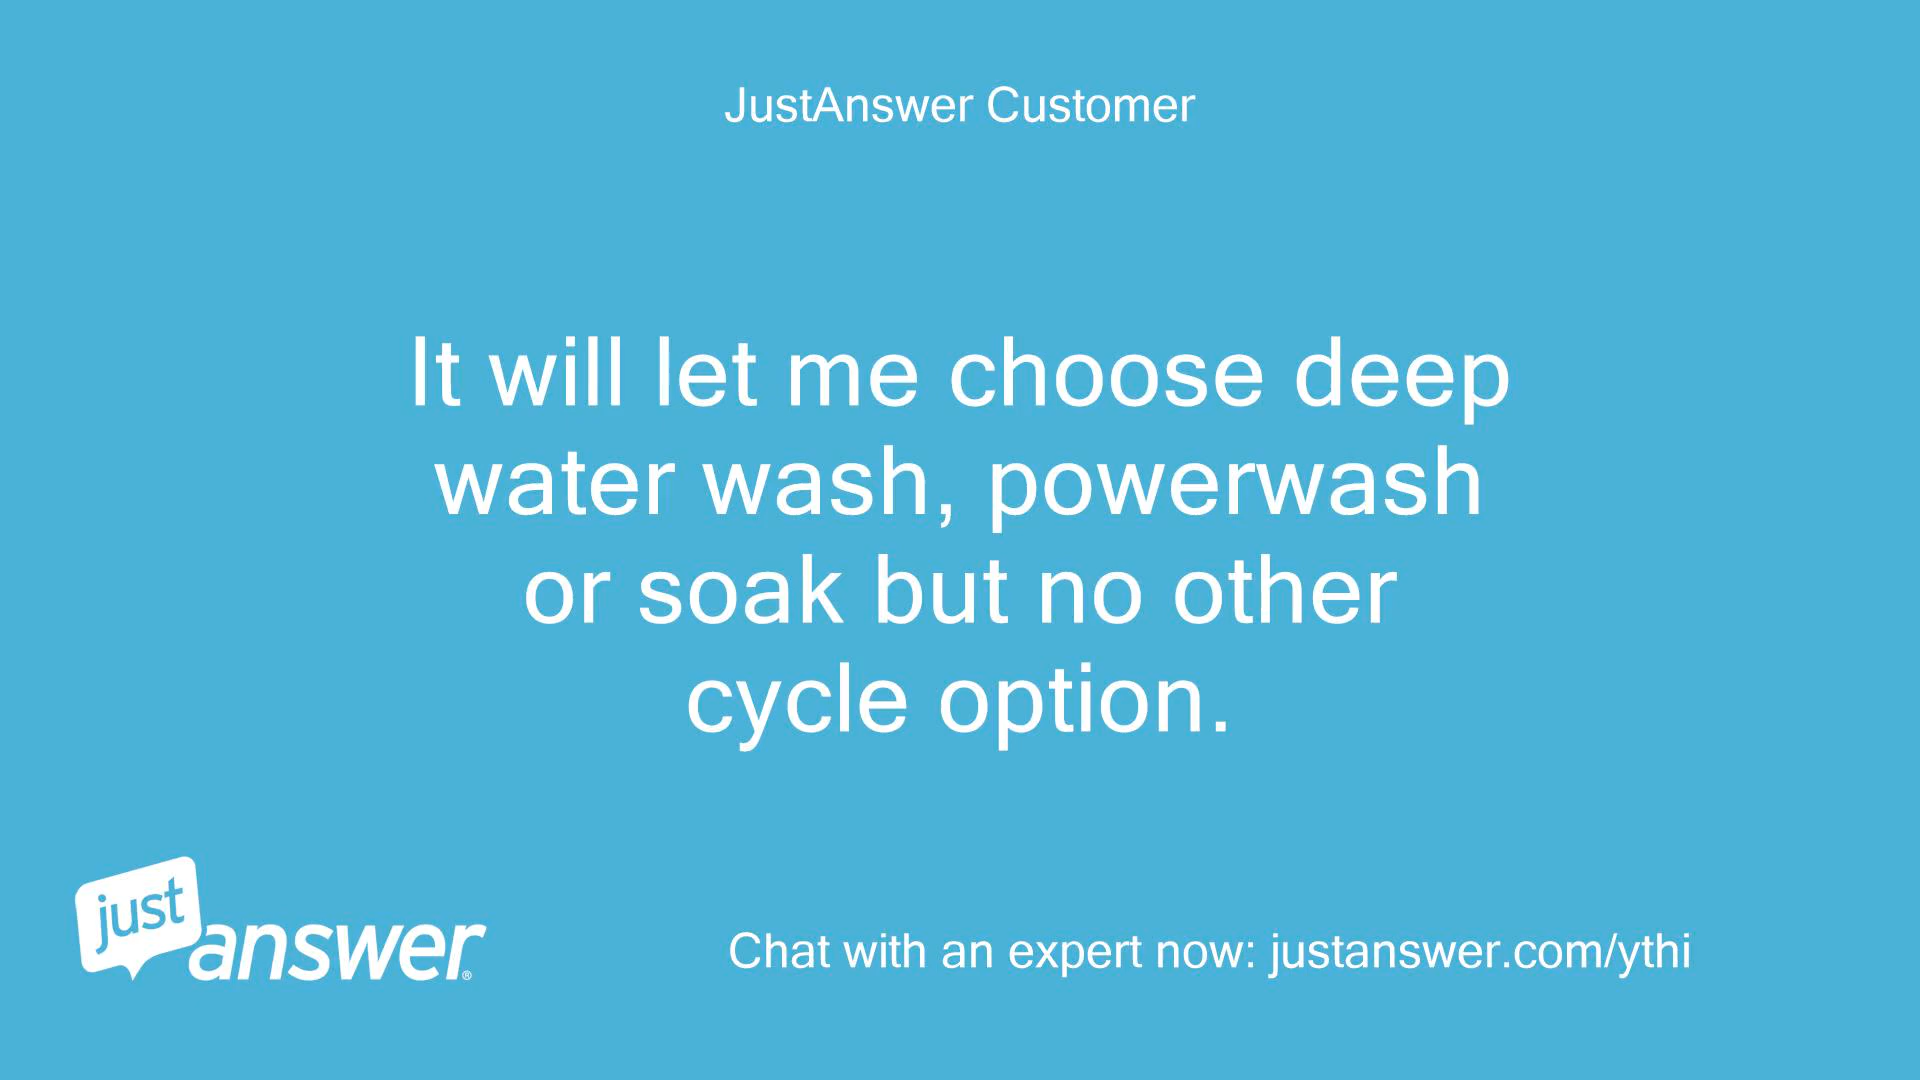 JustAnswer Customer
It will let me choose deep
water wash, powerwash
or soak but no other
cycle option.
just
answer®
Chat with an expert now: justanswer.com/ythi